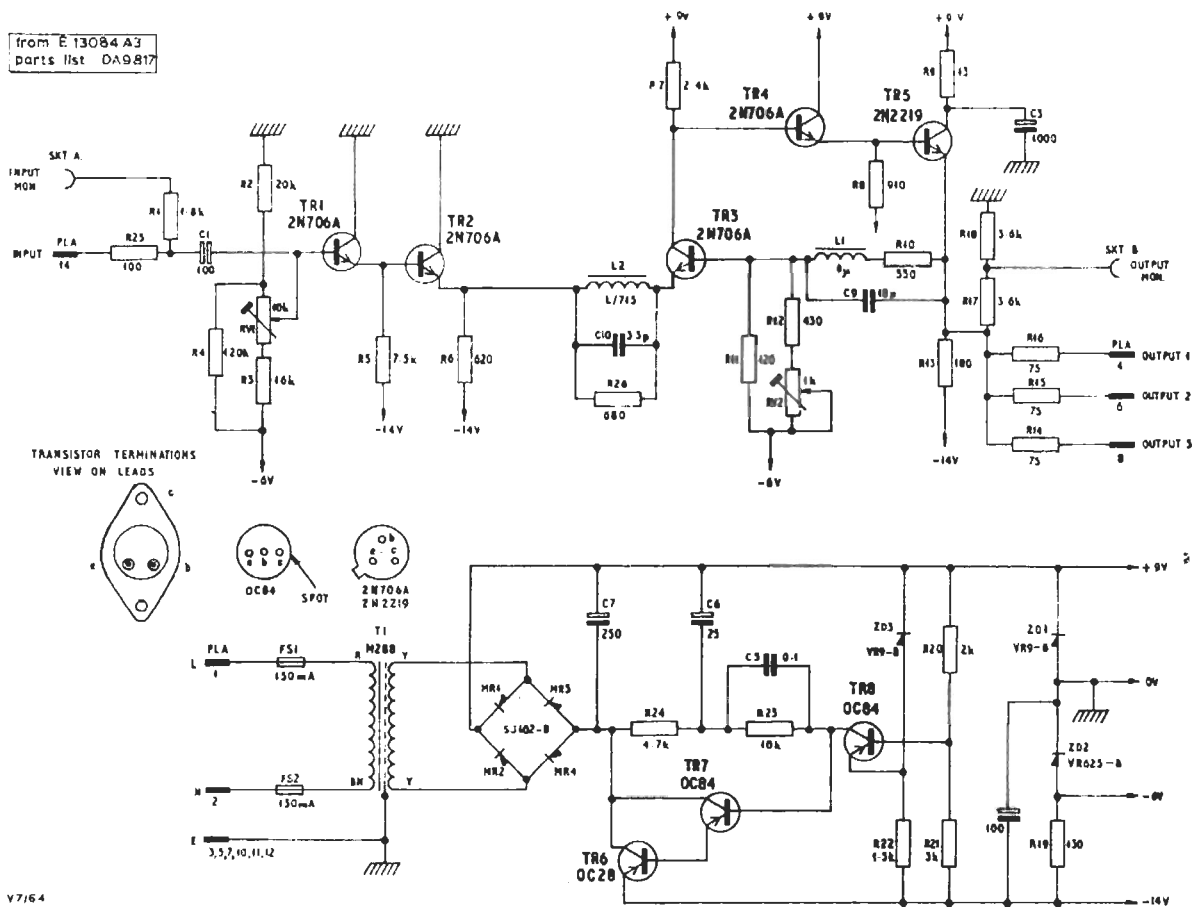 from E 13084 A3
parts list DA9817
+9V
+9V
+9V
R7
2.4k
TR4
2N706A
TR5
2N2219
R9
43
C3
1000
SKT A.
INPUT
MON.
R1
R2
20k
TR1
2N706A
TR2
2N706A
R8
910
TR3
2N706A
INPUT
PLA
14
R25
100
C1
100
L1
R10
330
R18
3.6k
SKT B
OUTPUT
MON.
L2
L/715
C9
18p
R17
3.6k
10k
RV1
R4
120k
R3
16k
R5
7.5k
R6
620
C10
33p
R26
680
R11
120
R12
430
1k
RV2
R13
180
R16
75
PLA
4
OUTPUT 1
R15
75
6
OUTPUT 2
R14
75
8
OUTPUT 3
-6V
-14V
-14V
-6V
-14V
TRANSISTOR TERMINATIONS
VIEW ON LEADS
c
e
b
e b c
OC84
SPOT
b
e c
2N706A
2N2219
+9V
C7
250
C6
25
ZD3
VR9-B
R20
2k
ZD1
VR9-B
T1
M288
L
PLA
1
FS1
150mA
R
Y
MR1
MR3
SJ402-B
MR2
MR4
C5
0.1
R24
4.7k
R23
10k
TR8
OC84
0V
ZD2
VR625-B
-6V
N
2
FS2
150mA
BN
Y
TR7
OC84
E
3,5,7,10,11,12
TR6
OC28
R22
R21
3k
100
R19
430
-14V
V7/64